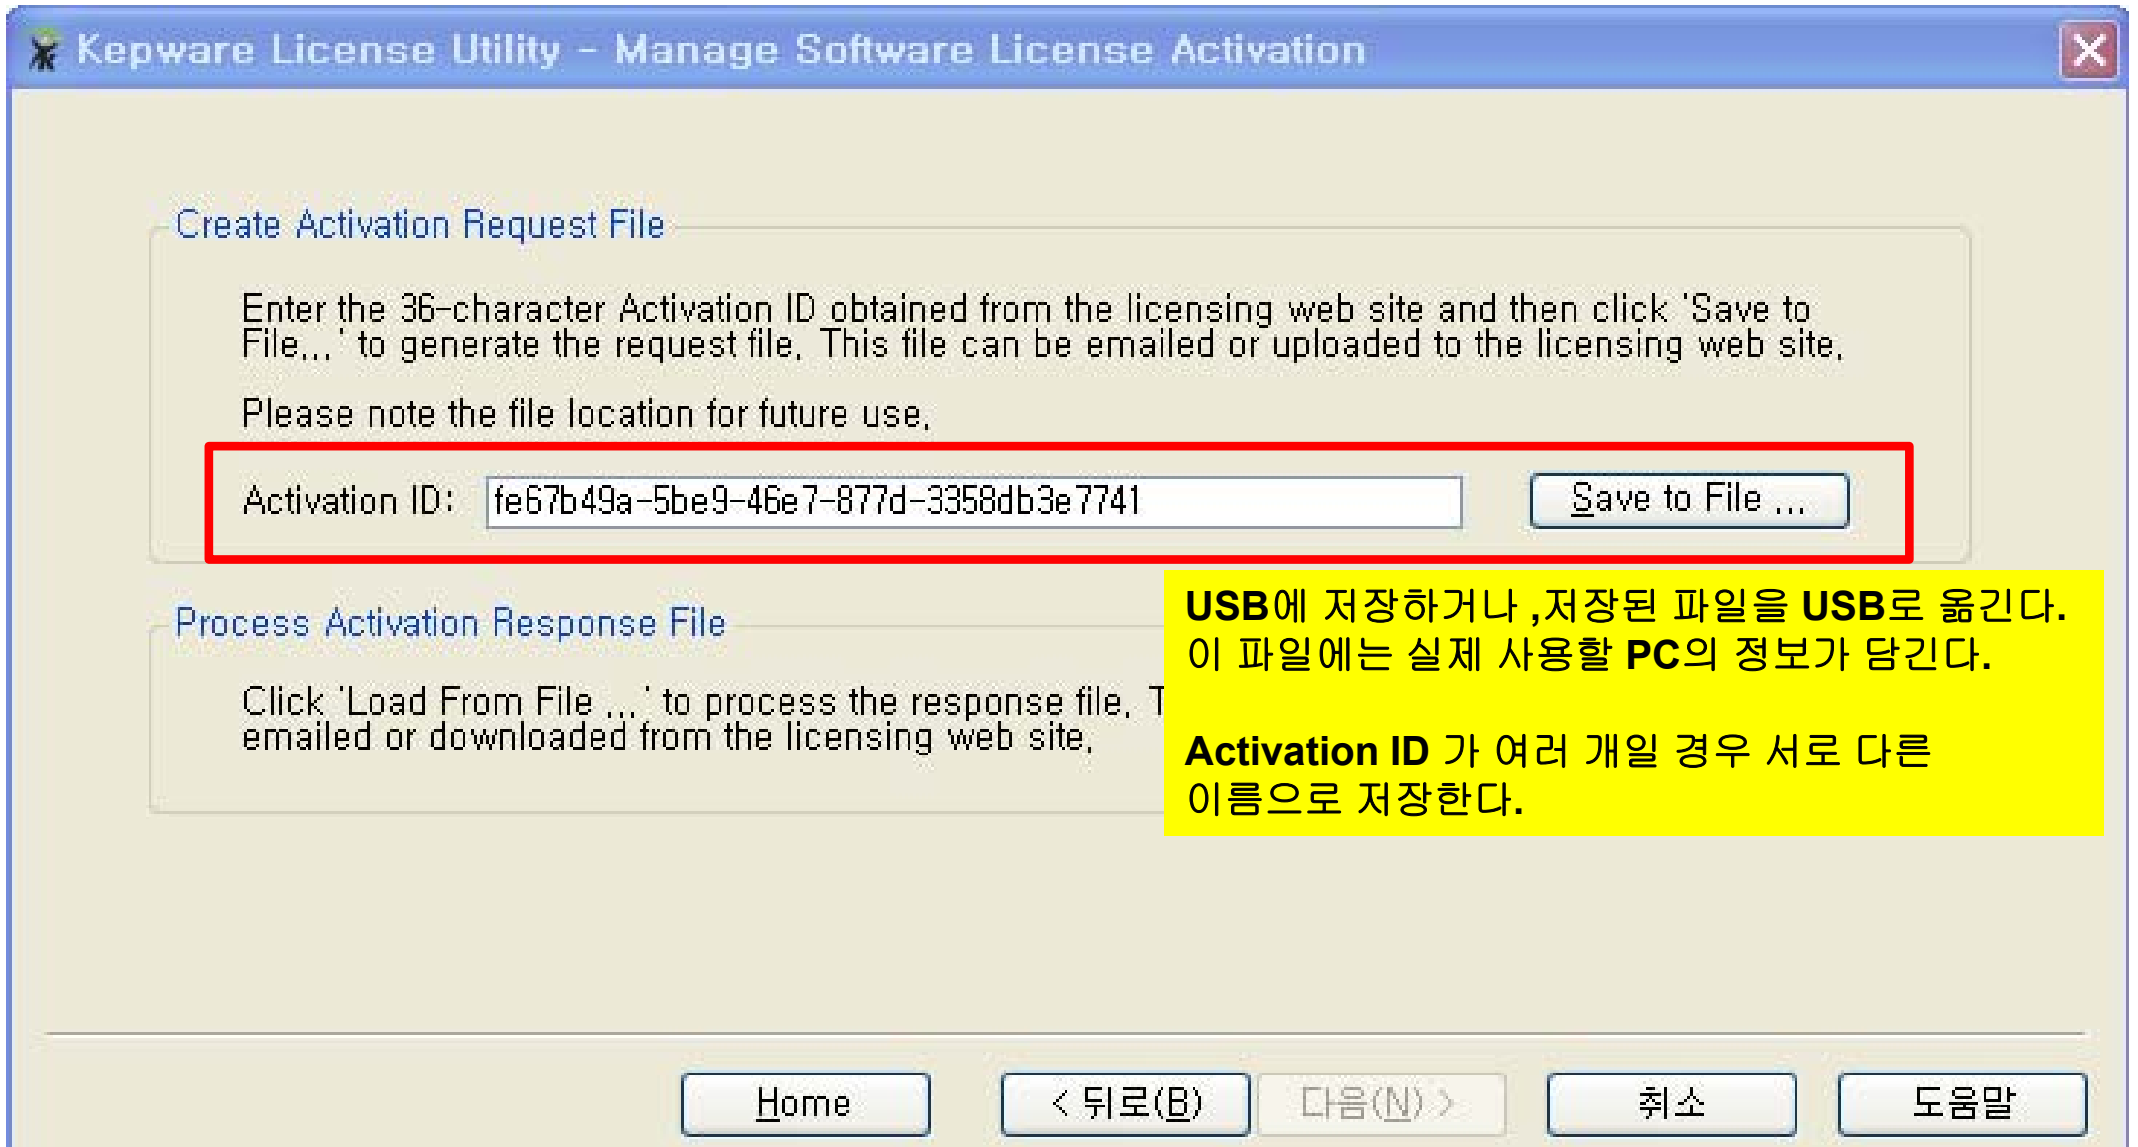 Kepware License Utility - Manage Software License Activation
Create Activation Request File
Enter the 36-character Activation ID obtained from the licensing web site and then click 'Save to
File...' to generate the request file. This file can be emailed or uploaded to the licensing web site.
Please note the file location for future use.
Activation ID: fe67b49a-5be9-46e7-877d-3358db3e7741 Save to File ...
Process Activation Response File
Click 'Load From File ...' to process the response file. T
emailed or downloaded from the licensing web site.
USB에 저장하거나 ,저장된 파일을 USB로 옮긴다.
이 파일에는 실제 사용할 PC의 정보가 담긴다.
Activation ID 가 여러 개일 경우 서로 다른
이름으로 저장한다.
Home < 뒤로(B) 다음(N) > 취소 도움말